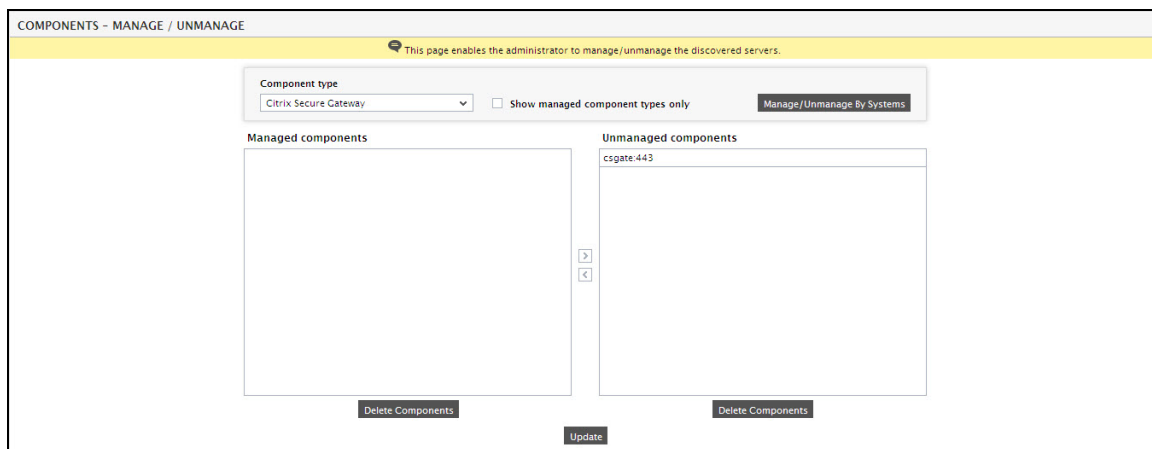 COMPONENTS - MANAGE / UNMANAGE
This page enables the administrator to manage/unmanage the discovered servers.
Component type
Citrix Secure Gateway
Show managed component types only
Manage/Unmanage By Systems
Managed components
Unmanaged components
csgate:443
>
<
Delete Components
Delete Components
Update